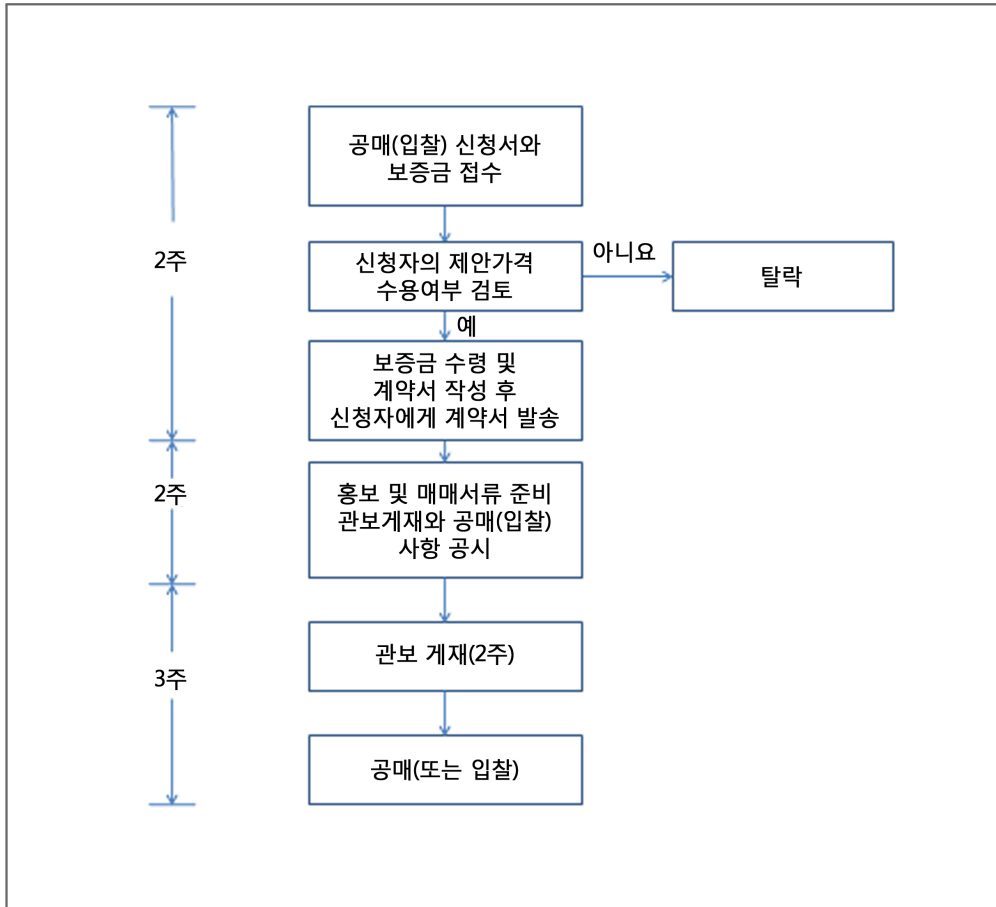 공매(입찰) 신청서와
보증금 접수
2주
신청자의 제안가격
수용여부 검토
아니요
탈락
예
보증금 수령 및
계약서 작성 후
신청자에게 계약서 발송
2주
홍보 및 매매서류 준비
관보게재와 공매(입찰)
사항 공시
3주
관보 게재(2주)
공매(또는 입찰)